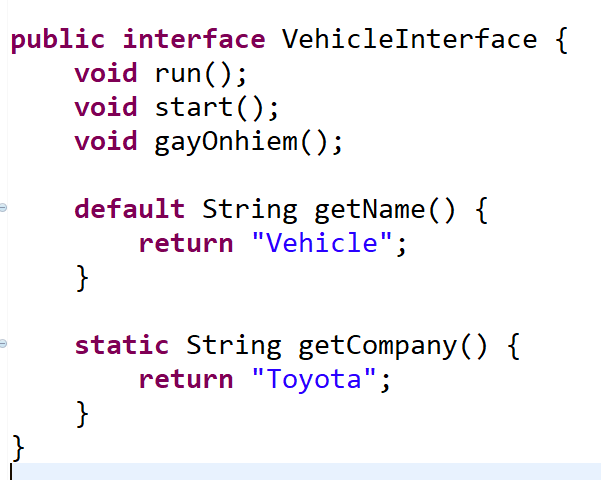 public interface VehicleInterface {
    void run();
    void start();
    void gayOnhiem();

    default String getName() {
        return "Vehicle";
    }

    static String getCompany() {
        return "Toyota";
    }
}